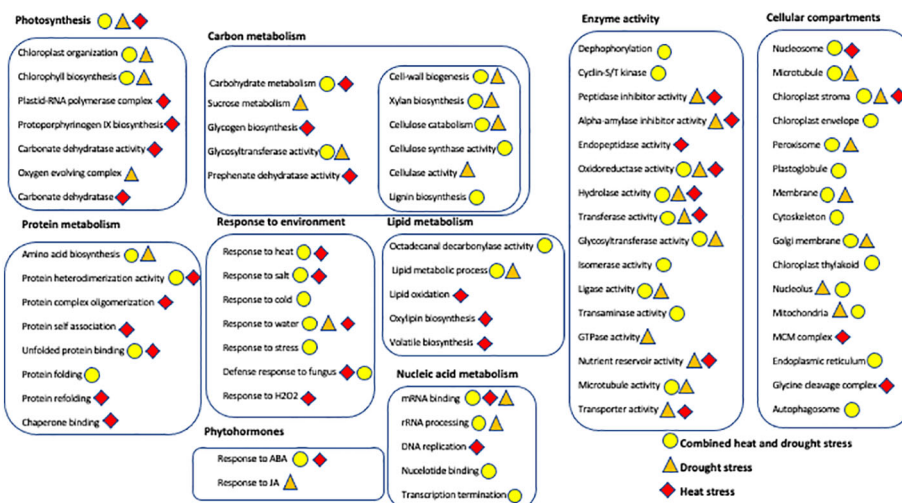 Photosynthesis
Chloroplast organization
Chlorophyll biosynthesis
Plastid-RNA polymerase complex
Protoporphyrinogen IX biosynthesis
Carbonate dehydratase activity
Oxygen evolving complex
Carbonate dehydratase
Carbon metabolism
Carbohydrate metabolism
Sucrose metabolism
Glycogen biosynthesis
Glycosyltransferase activity
Prephenate dehydratase activity
Cell-wall biogenesis
Xylan biosynthesis
Cellulose catabolism
Cellulose synthase activity
Cellulase activity
Lignin biosynthesis
Protein metabolism
Amino acid biosynthesis
Protein heterodimerization activity
Protein complex oligomerization
Protein self association
Unfolded protein binding
Protein folding
Protein refolding
Chaperone binding
Response to environment
Response to heat
Response to salt
Response to cold
Response to water
Response to stress
Defense response to fungus
Response to H2O2
Phytohormones
Response to ABA
Response to JA
Lipid metabolism
Octadecanal decarbonylase activity
Lipid metabolic process
Lipid oxidation
Oxylipin biosynthesis
Volatile biosynthesis
Nucleic acid metabolism
mRNA binding
rRNA processing
DNA replication
Nucelotide binding
Transcription termination
Enzyme activity
Dephophorylation
Cyclin-S/T kinase
Peptidase inhibitor activity
Alpha-amylase inhibitor activity
Endopeptidase activity
Oxidoreductase activity
Hydrolase activity
Transferase activity
Glycosyltransferase activity
Isomerase activity
Ligase activity
Transaminase activity
GTPase activity
Nutrient reservoir activity
Microtubule activity
Transporter activity
Cellular compartments
Nucleosome
Microtubule
Chloroplast stroma
Chloroplast envelope
Peroxisome
Plastoglobule
Membrane
Cytoskeleton
Golgi membrane
Chloroplast thylakoid
Nucleolus
Mitochondria
MCM complex
Endoplasmic reticulum
Glycine cleavage complex
Autophagosome
Combined heat and drought stress
Drought stress
Heat stress